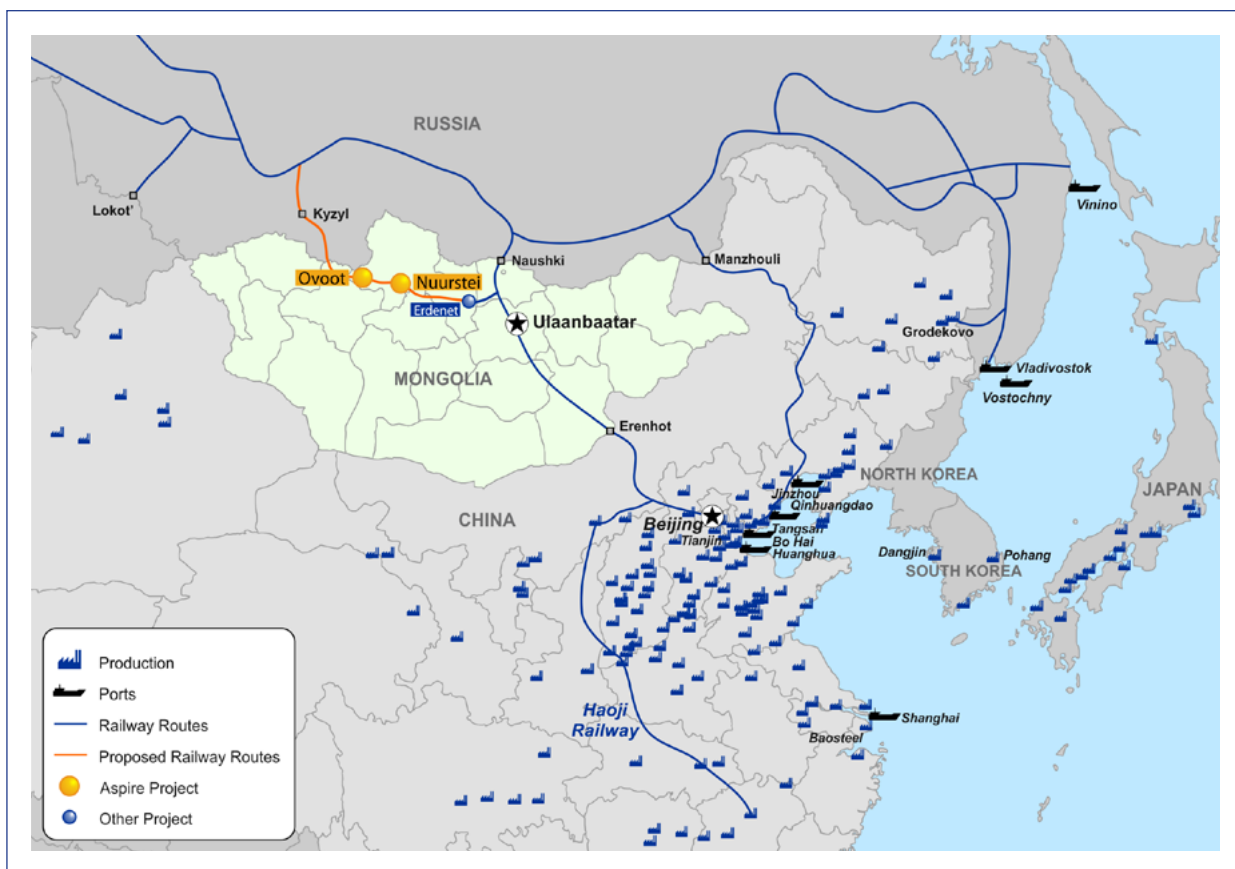 RUSSIA
Lokot'
Kyzyl
Vinino
Ovoot
Nuurstei
Naushki
Manzhouli
Erdenet
Ulaanbaatar
Grodekovo
MONGOLIA
Vladivostok
Vostochny
Erenhot
NORTH KOREA
JAPAN
Jinzhou
Qinhuangdao
CHINA
Beijing
Tangsan
Tianjin
Bo Hai
Huanghua
Dangjin
Pohang
SOUTH KOREA
Haoji
Railway
Shanghai
Baosteel
Production
Ports
Railway Routes
Proposed Railway Routes
Aspire Project
Other Project